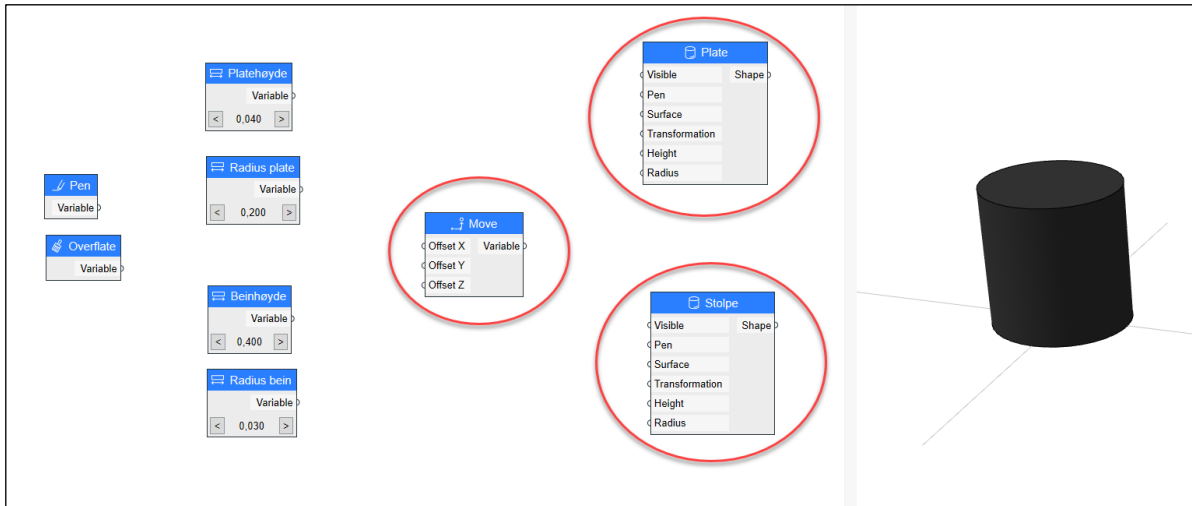 Platehøyde
Variable
< 0,040 >
Radius plate
Variable
< 0,200 >
Pen
Variable
Overflate
Variable
Beinhøyde
Variable
< 0,400 >
Radius bein
Variable
< 0,030 >
Move
Offset X Variable
Offset Y
Offset Z
Plate
Visible Shape
Pen
Surface
Transformation
Height
Radius
Stolpe
Visible Shape
Pen
Surface
Transformation
Height
Radius